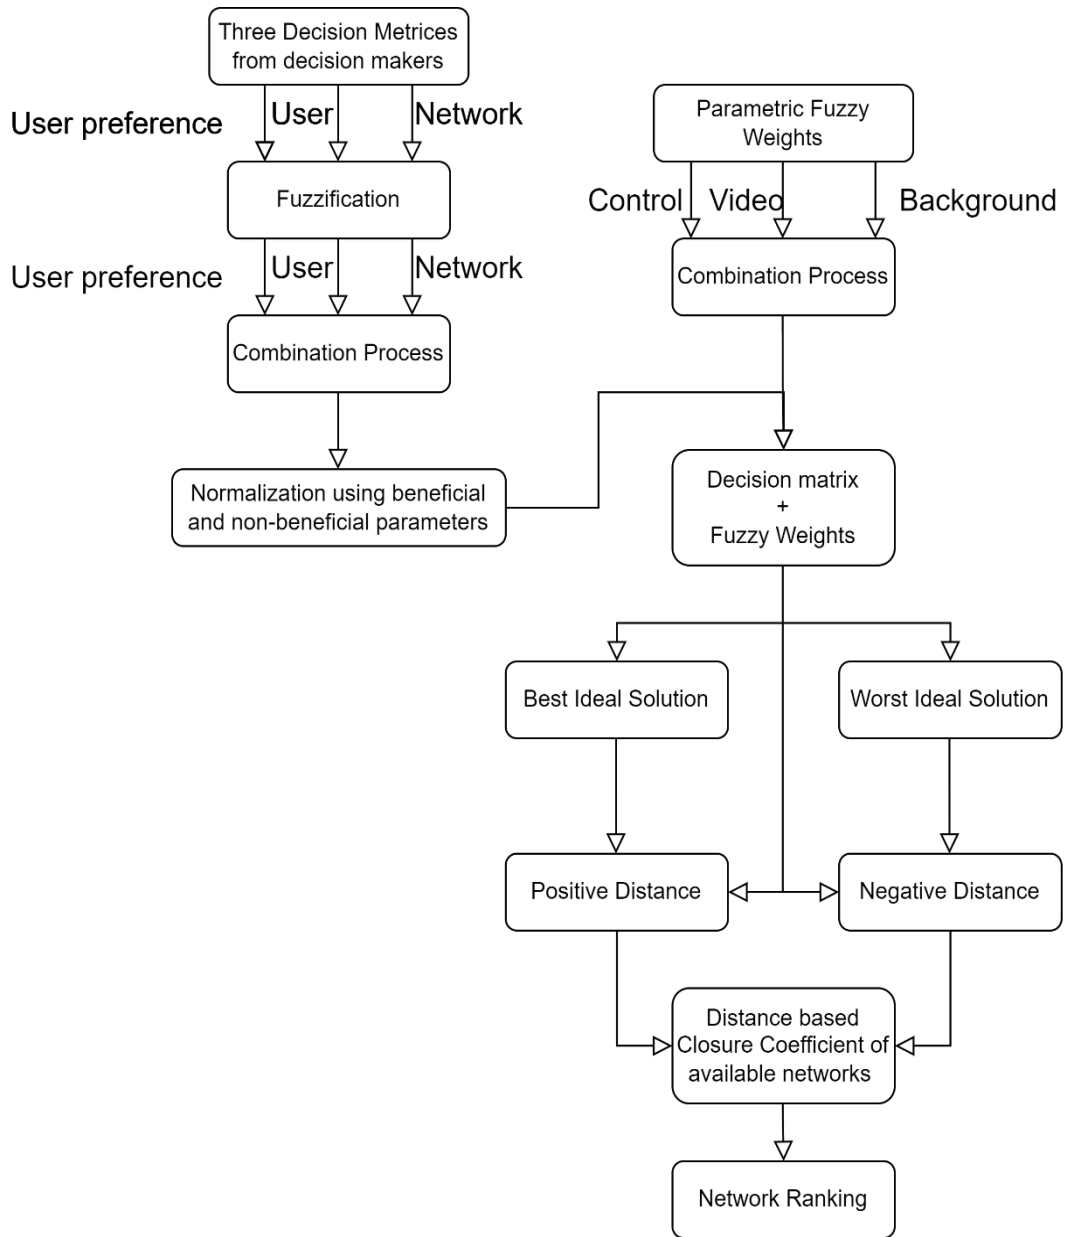 Three Decision Metrices
from decision makers
User preference
User
Network
Fuzzification
User preference
User
Network
Combination Process
Normalization using beneficial
and non-beneficial parameters
Parametric Fuzzy
Weights
Control
Video
Background
Combination Process
Decision matrix
+
Fuzzy Weights
Best Ideal Solution
Worst Ideal Solution
Positive Distance
Negative Distance
Distance based
Closure Coefficient of
available networks
Network Ranking